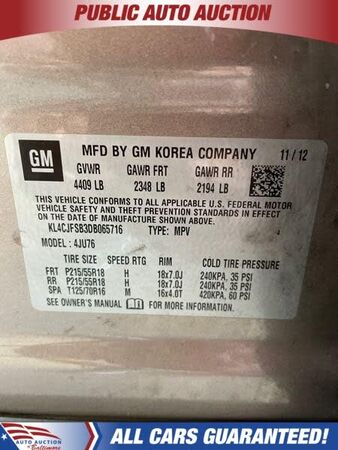 PUBLIC AUTO AUCTION
GM
MFD BY GM KOREA COMPANY 11/12
GVWR GAWR FRT GAWR RR
4409 LB 2348 LB 2194 LB
THIS VEHICLE CONFORMS TO ALL APPLICABLE U.S. FEDERAL MOTOR
VEHICLE SAFETY AND THEFT PREVENTION STANDARDS IN EFFECT ON
THE DATE OF MANUFACTURE SHOWN ABOVE.
KL4CJFSB3DB065716 TYPE: MPV
MODEL: 4JU76
TIRE SIZE SPEED RTG RIM COLD TIRE PRESSURE
FRT P215/55R18 H 18x7.0J 240KPA, 35 PSI
RR P215/55R18 H 18x7.0J 240KPA, 35 PSI
SPA T125/70R16 M 16x4.0T 420KPA, 60 PSI
SEE OWNER'S MANUAL FOR MORE INFORMATION
AUTO AUCTION
of Baltimore
ALL CARS GUARANTEED!